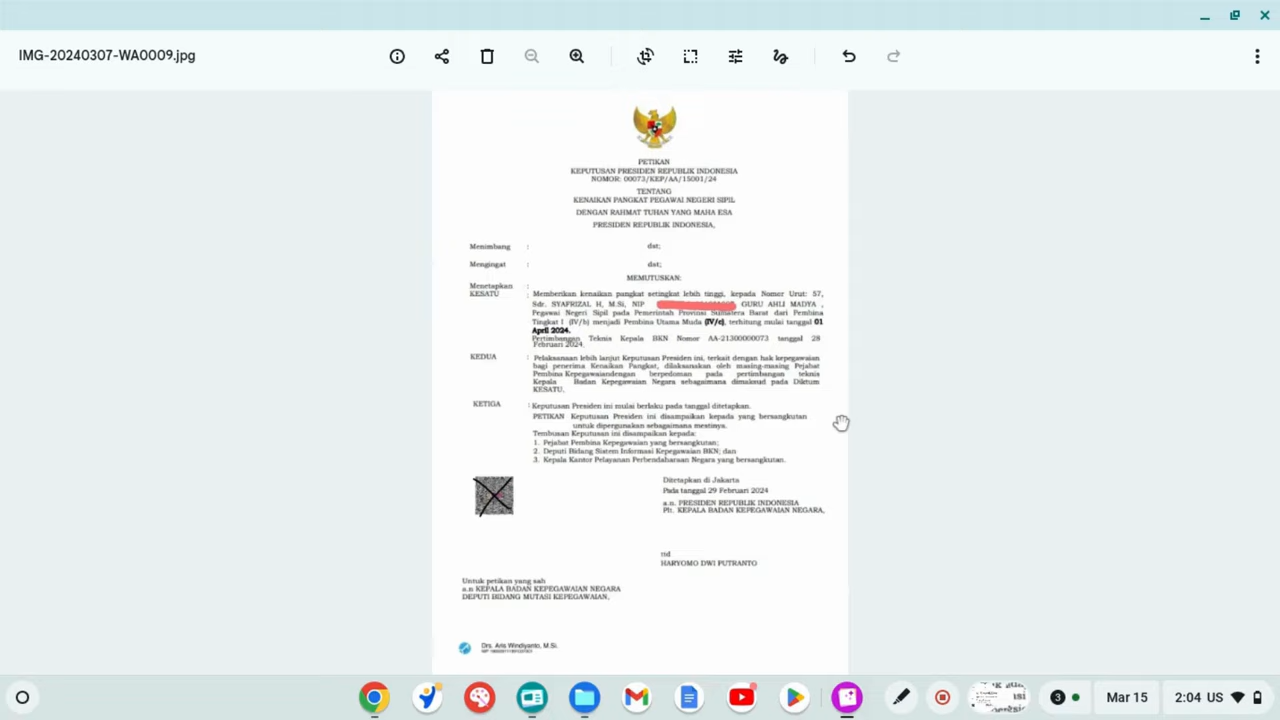 IMG-20240307-WA0009.jpg
PETIKAN
KEPUTUSAN PRESIDEN REPUBLIK INDONESIA
NOMOR: 00073/KEP/AA/15001/24
TENTANG
KENAIKAN PANGKAT PEGAWAI NEGERI SIPIL
DENGAN RAHMAT TUHAN YANG MAHA ESA
PRESIDEN REPUBLIK INDONESIA,
Menimbang : dst;
Mengingat : dst;
MEMUTUSKAN:
Menetapkan
KESATU : Memberikan kenaikan pangkat setingkat lebih tinggi, kepada Nomor Urut: 57,
Sdr. SYAFRIZAL H, M.Si, NIP GURU AHLI MADYA ,
Pegawai Negeri Sipil pada Pemerintah Provinsi Sumatera Barat dari Pembina
Tingkat I (IV/b) menjadi Pembina Utama Muda (IV/c), terhitung mulai tanggal 01
April 2024.
Pertimbangan Teknis Kepala BKN Nomor AA-21300000073 tanggal 28
Februari 2024.
KEDUA : Pelaksanaan lebih lanjut Keputusan Presiden ini, terkait dengan hak kepegawaian
bagi penerima Kenaikan Pangkat, dilaksanakan oleh masing-masing Pejabat
Pembina Kepegawaiandengan berpedoman pada pertimbangan teknis
Kepala Badan Kepegawaian Negara sebagaimana dimaksud pada Diktum
KESATU.
KETIGA : Keputusan Presiden ini mulai berlaku pada tanggal ditetapkan.
PETIKAN Keputusan Presiden ini disampaikan kepada yang bersangkutan
untuk dipergunakan sebagaimana mestinya.
Tembusan Keputusan ini disampaikan kepada:
1. Pejabat Pembina Kepegawaian yang bersangkutan;
2. Deputi Bidang Sistem Informasi Kepegawaian BKN; dan
3. Kepala Kantor Pelayanan Perbendaharaan Negara yang bersangkutan.
Ditetapkan di Jakarta
Pada tanggal 29 Februari 2024
a.n. PRESIDEN REPUBLIK INDONESIA
Plt. KEPALA BADAN KEPEGAWAIAN NEGARA,
ttd
HARYOMO DWI PUTRANTO
Untuk petikan yang sah
a.n KEPALA BADAN KEPEGAWAIAN NEGARA
DEPUTI BIDANG MUTASI KEPEGAWAIAN,
Drs. Aris Windiyanto, M.Si.
3 Mar 15 2:04 US